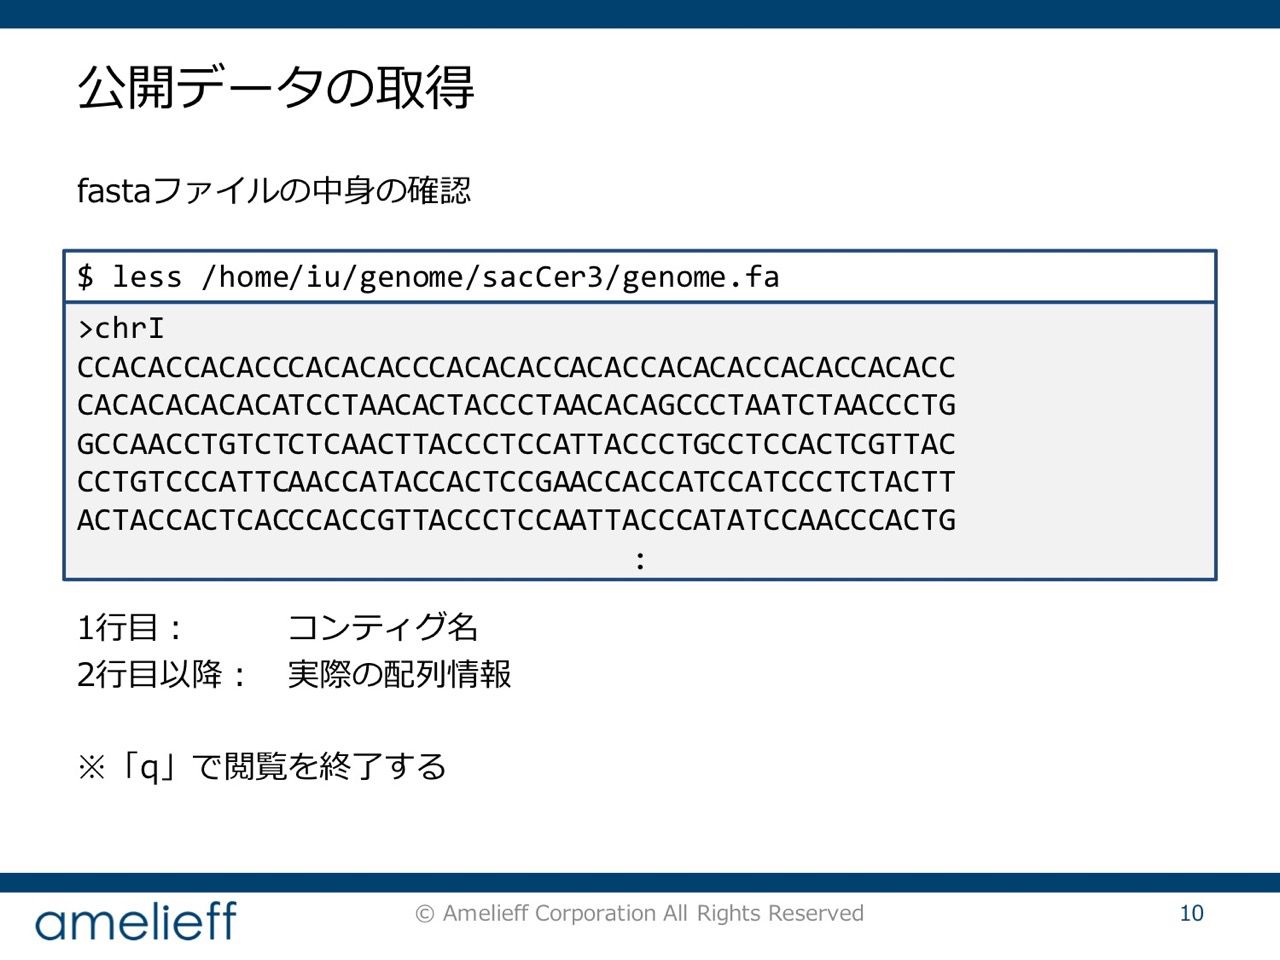 公開データの取得
fastaファイルの中身の確認
$ less /home/iu/genome/sacCer3/genome.fa
>chrI
CCACACCACACCCACACACCCACACACCACACCACACACCACACCACACC
CACACACACACATCCTAACACTACCCTAACACAGCCCTAATCTAACCCTG
GCCAACCTGTCTCTCAACTTACCCTCCATTACCCTGCCTCCACTCGTTAC
CCTGTCCCATTCAACCATACCACTCCGAACCACCATCCATCCCTCTACTT
ACTACCACTCACCCACCGTTACCCTCCAATTACCCATATCCAACCCACTG
:
1行目： コンティグ名
2行目以降： 実際の配列情報
※「q」で閲覧を終了する
amelieff
© Amelieff Corporation All Rights Reserved
10